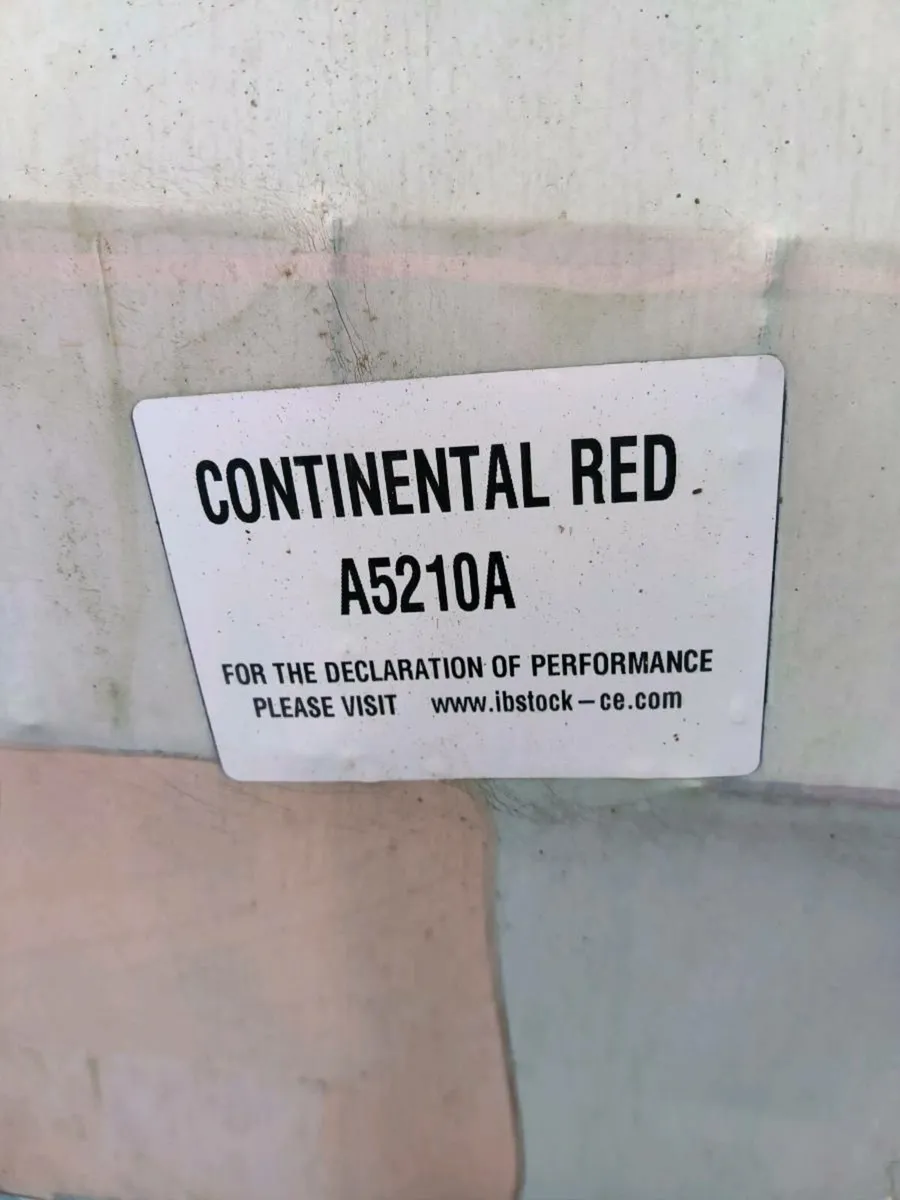 CONTINENTAL RED
A5210A
FOR THE DECLARATION OF PERFORMANCE
PLEASE VISIT www.ibstock-ce.com